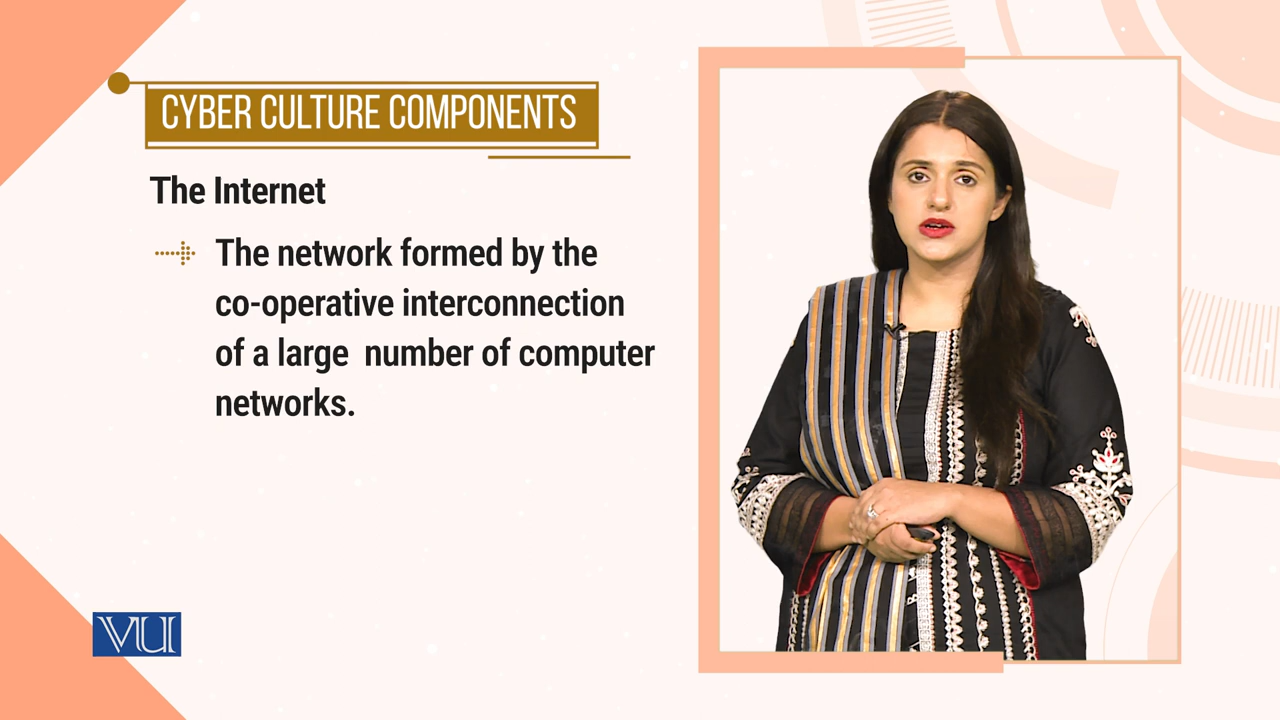 CYBER CULTURE COMPONENTS
The Internet
The network formed by the
co-operative interconnection
of a large number of computer
networks.
VU